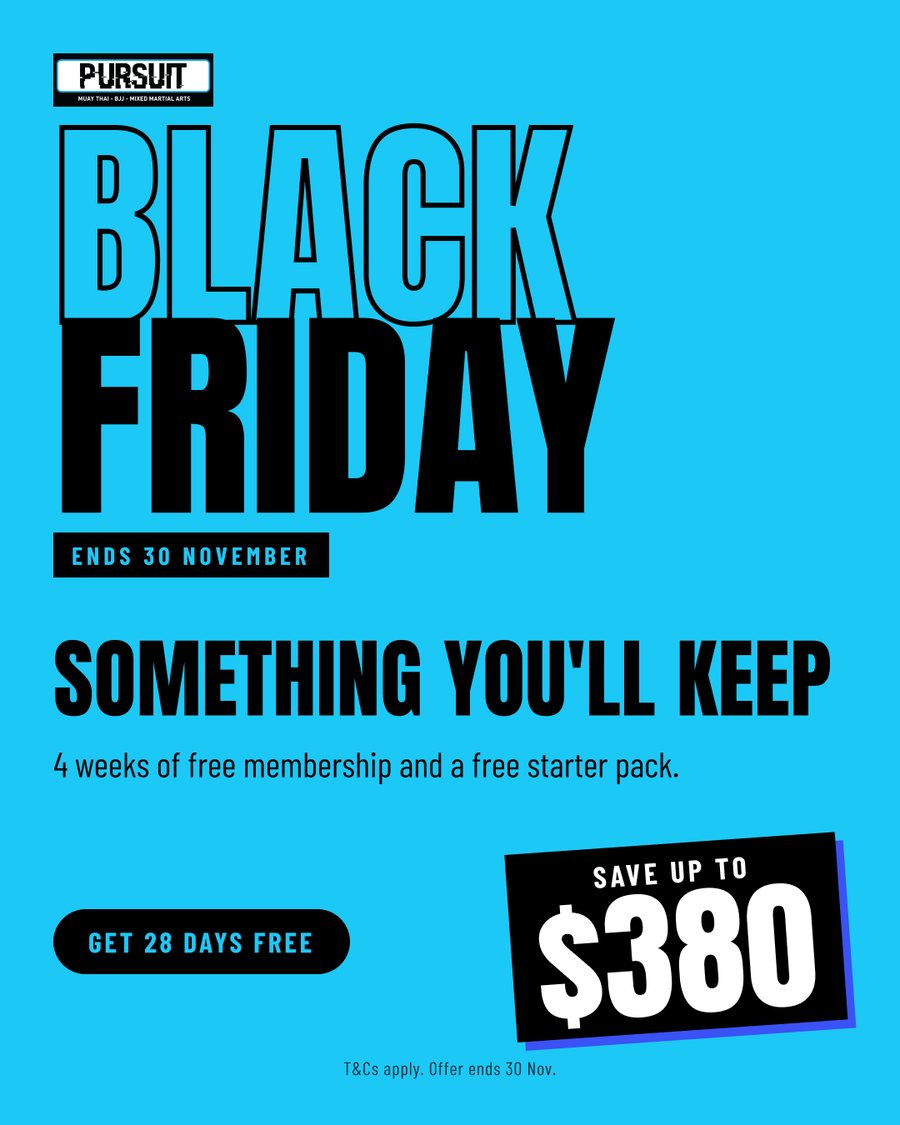 PURSUIT
MUAY THAI - BJJ - MIXED MARTIAL ARTS
BLACK
FRIDAY
ENDS 30 NOVEMBER
SOMETHING YOU'LL KEEP
4 weeks of free membership and a free starter pack.
SAVE UP TO
$380
GET 28 DAYS FREE
T&Cs apply. Offer ends 30 Nov.